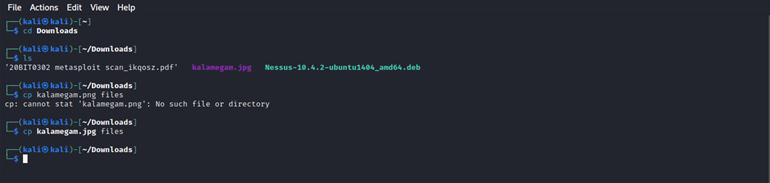 File Actions Edit View Help
┌──(kali㉿kali)-[~]
└─$ cd Downloads
┌──(kali㉿kali)-[~/Downloads]
└─$ ls
'20BIT0302 metasploit scan_ikqosz.pdf' kalamegam.jpg Nessus-10.4.2-ubuntu1404_amd64.deb
┌──(kali㉿kali)-[~/Downloads]
└─$ cp kalamegam.png files
cp: cannot stat 'kalamegam.png': No such file or directory
┌──(kali㉿kali)-[~/Downloads]
└─$ cp kalamegam.jpg files
┌──(kali㉿kali)-[~/Downloads]
└─$